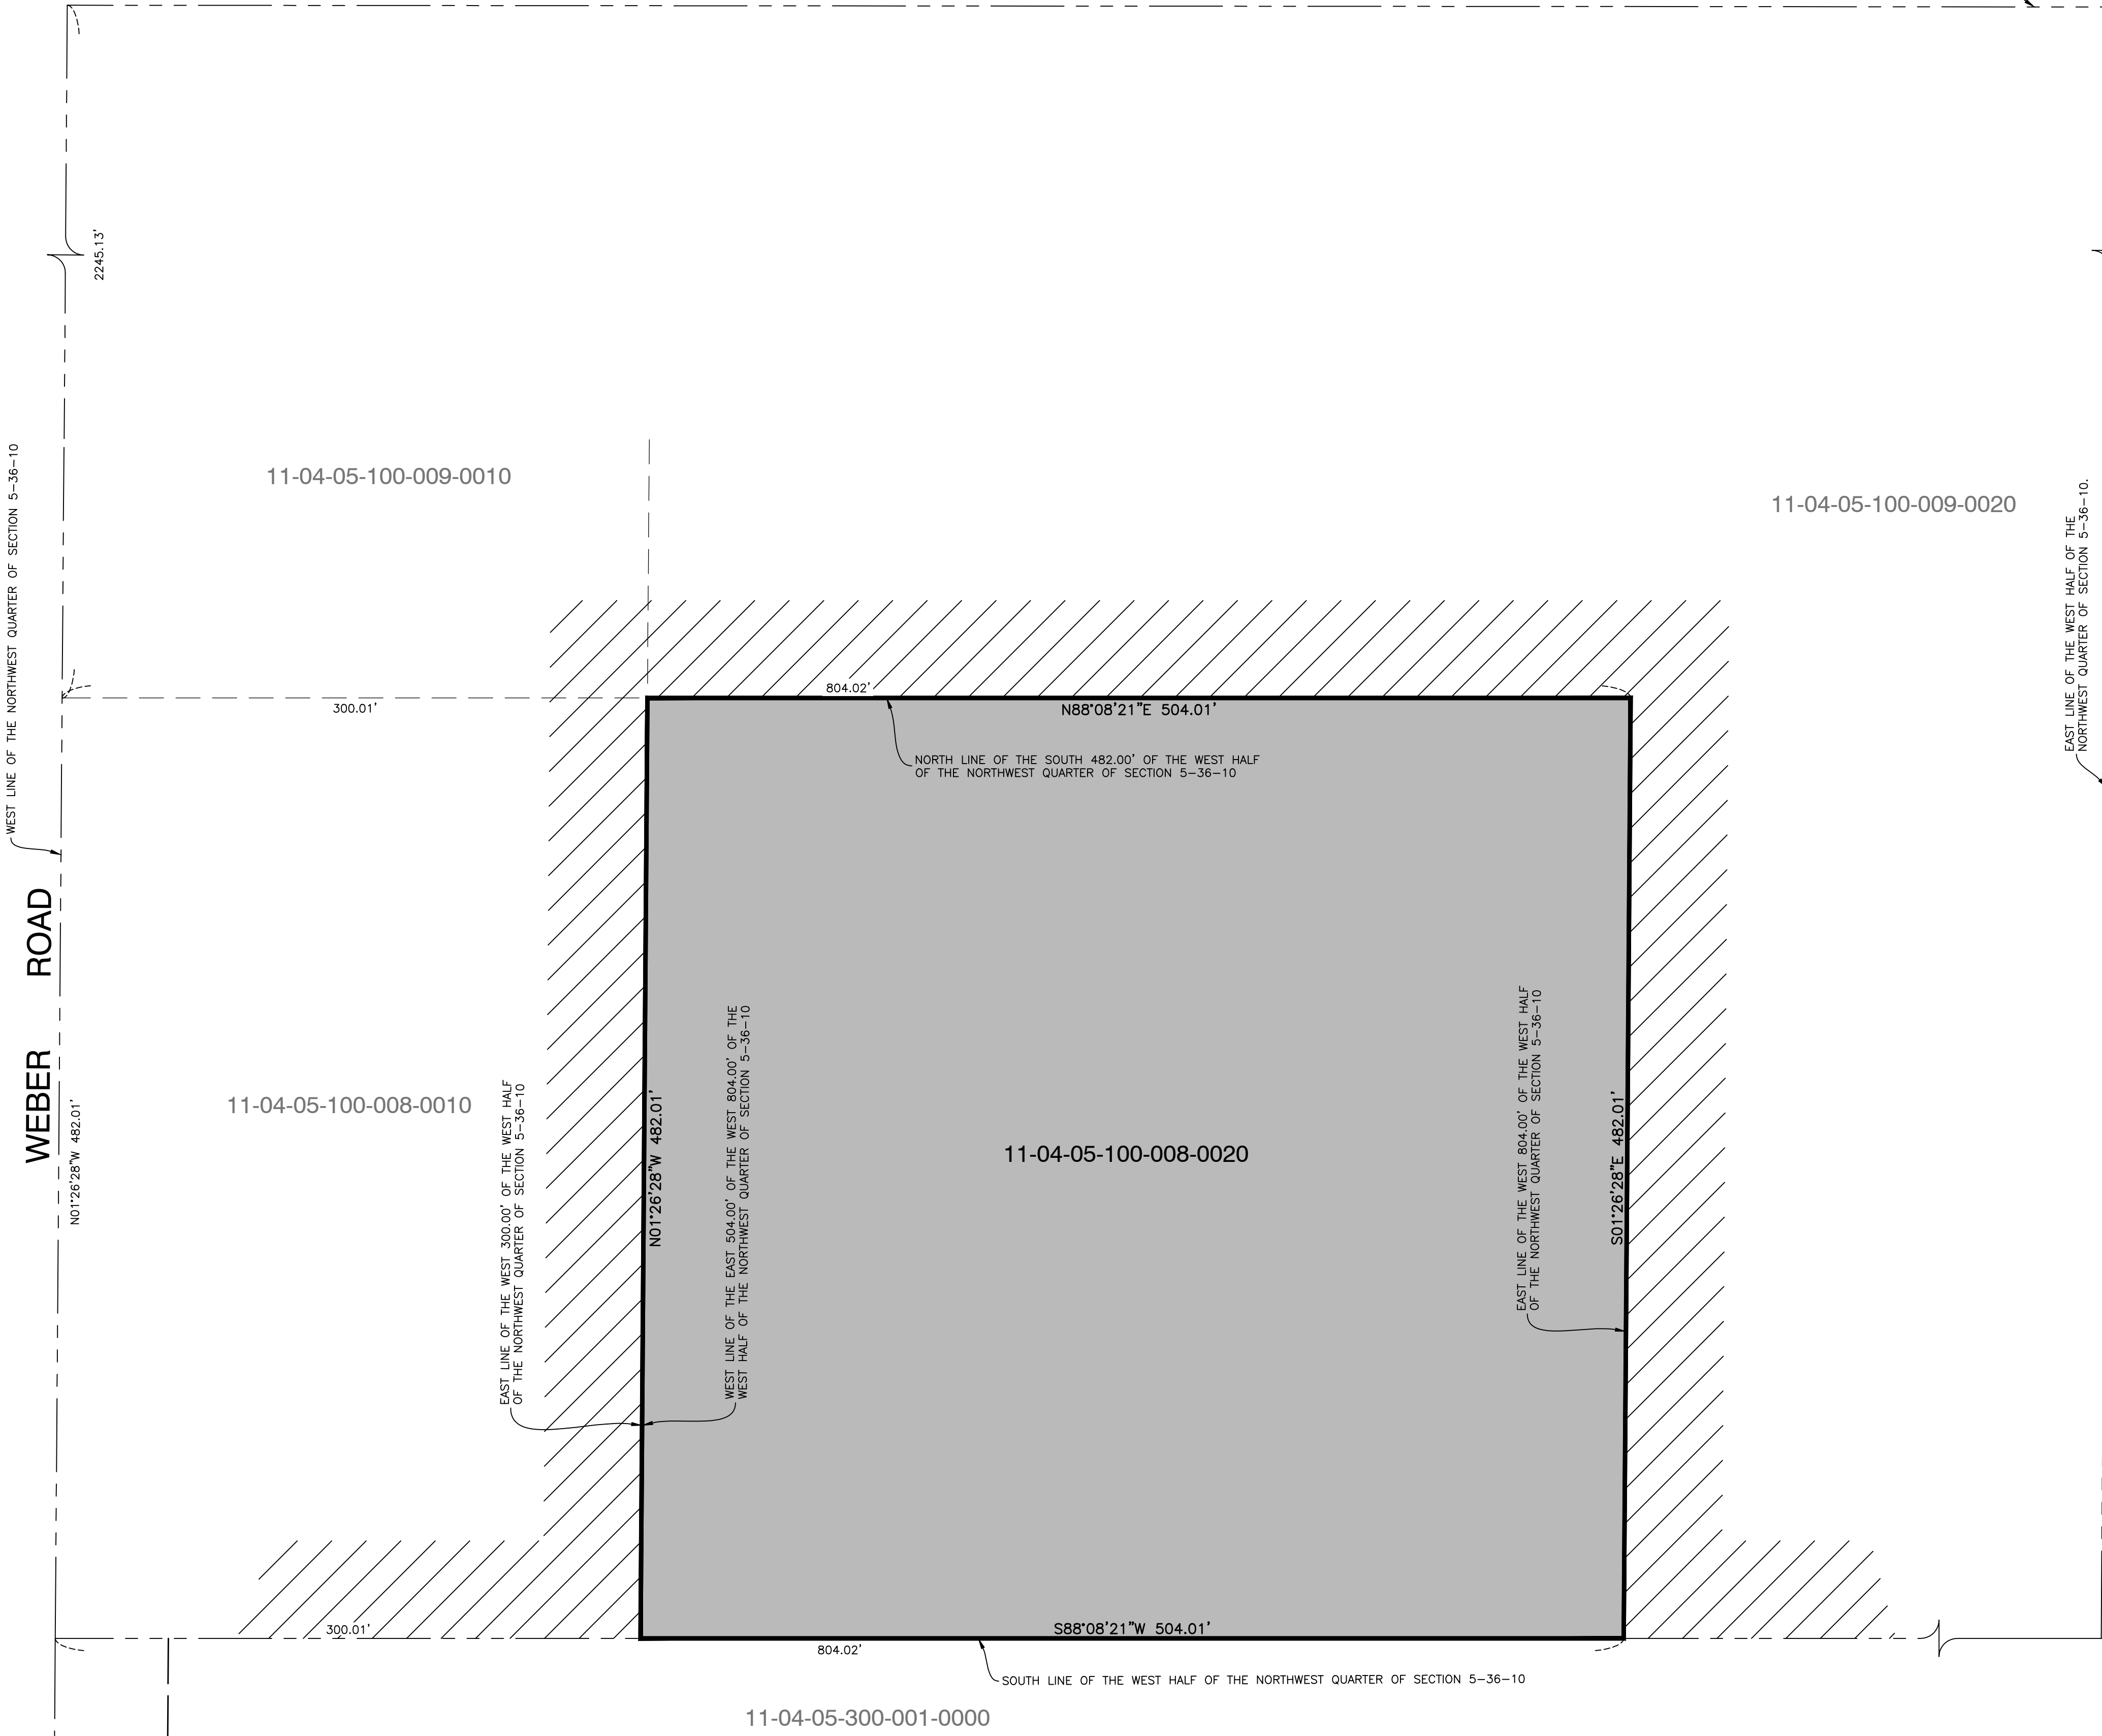 2245.13'
WEST LINE OF THE NORTHWEST QUARTER OF SECTION 5-36-10
11-04-05-100-009-0010
11-04-05-100-009-0020
EAST LINE OF THE WEST HALF OF THE
NORTHWEST QUARTER OF SECTION 5-36-10.
804.02'
300.01'
N88°08'21"E 504.01'
NORTH LINE OF THE SOUTH 482.00' OF THE WEST HALF
OF THE NORTHWEST QUARTER OF SECTION 5-36-10
WEBER ROAD
N01°26'28"W 482.01'
11-04-05-100-008-0010
EAST LINE OF THE WEST 300.00' OF THE WEST HALF
OF THE NORTHWEST QUARTER OF SECTION 5-36-10
N01°26'28"W 482.01'
WEST LINE OF THE EAST 504.00' OF THE WEST 804.00' OF THE
WEST HALF OF THE NORTHWEST QUARTER OF SECTION 5-36-10
11-04-05-100-008-0020
EAST LINE OF THE WEST 804.00' OF THE WEST HALF
OF THE NORTHWEST QUARTER OF SECTION 5-36-10
S01°26'28"E 482.01'
300.01'
S88°08'21"W 504.01'
804.02'
SOUTH LINE OF THE WEST HALF OF THE NORTHWEST QUARTER OF SECTION 5-36-10
11-04-05-300-001-0000